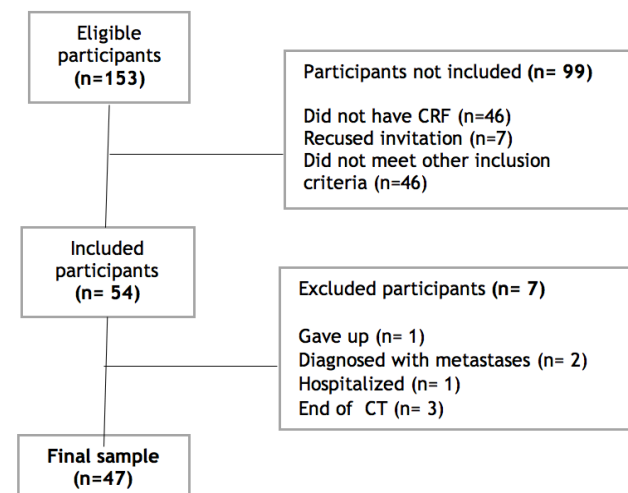 Eligible
participants
(n=153)
Participants not included (n= 99)
Did not have CRF (n=46)
Recused invitation (n=7)
Did not meet other inclusion
criteria (n=46)
Included
participants
(n= 54)
Excluded participants (n= 7)
Gave up (n= 1)
Diagnosed with metastases (n= 2)
Hospitalized (n= 1)
End of CT (n= 3)
Final sample
(n=47)